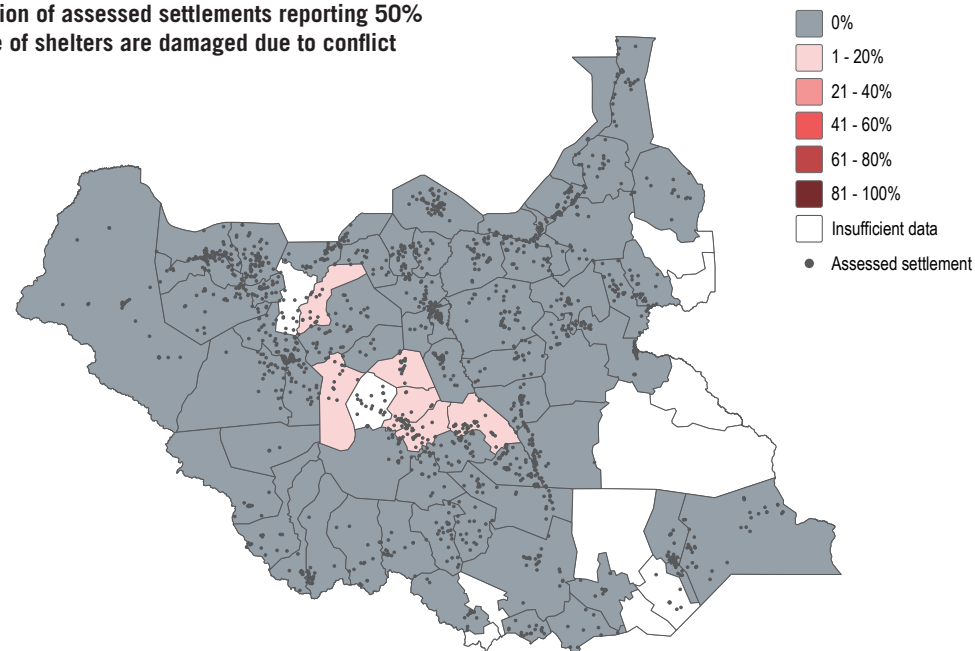 ion of assessed settlements reporting 50%
e of shelters are damaged due to conflict
0%
1 - 20%
21 - 40%
41 - 60%
61 - 80%
81 - 100%
Insufficient data
Assessed settlement